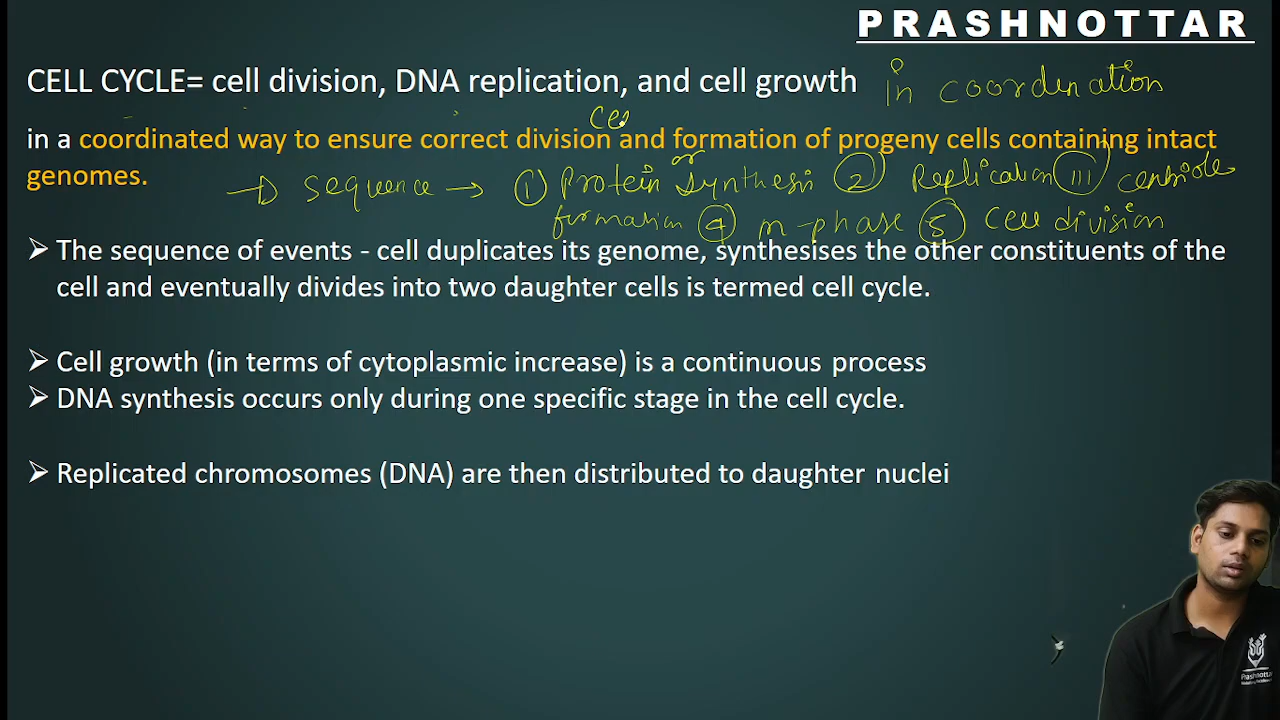 PRASHNOTTAR
CELL CYCLE= cell division, DNA replication, and cell growth in coordenation
in a coordinated way to ensure correct division and formation of progeny cells containing intact
genomes.
→ sequence → ① Protein synthesis ② Replication III centriole
or
formation ④ m-phase ⑤ cell division
➢ The sequence of events - cell duplicates its genome, synthesises the other constituents of the
cell and eventually divides into two daughter cells is termed cell cycle.
➢ Cell growth (in terms of cytoplasmic increase) is a continuous process
➢ DNA synthesis occurs only during one specific stage in the cell cycle.
➢ Replicated chromosomes (DNA) are then distributed to daughter nuclei
Prashnottar